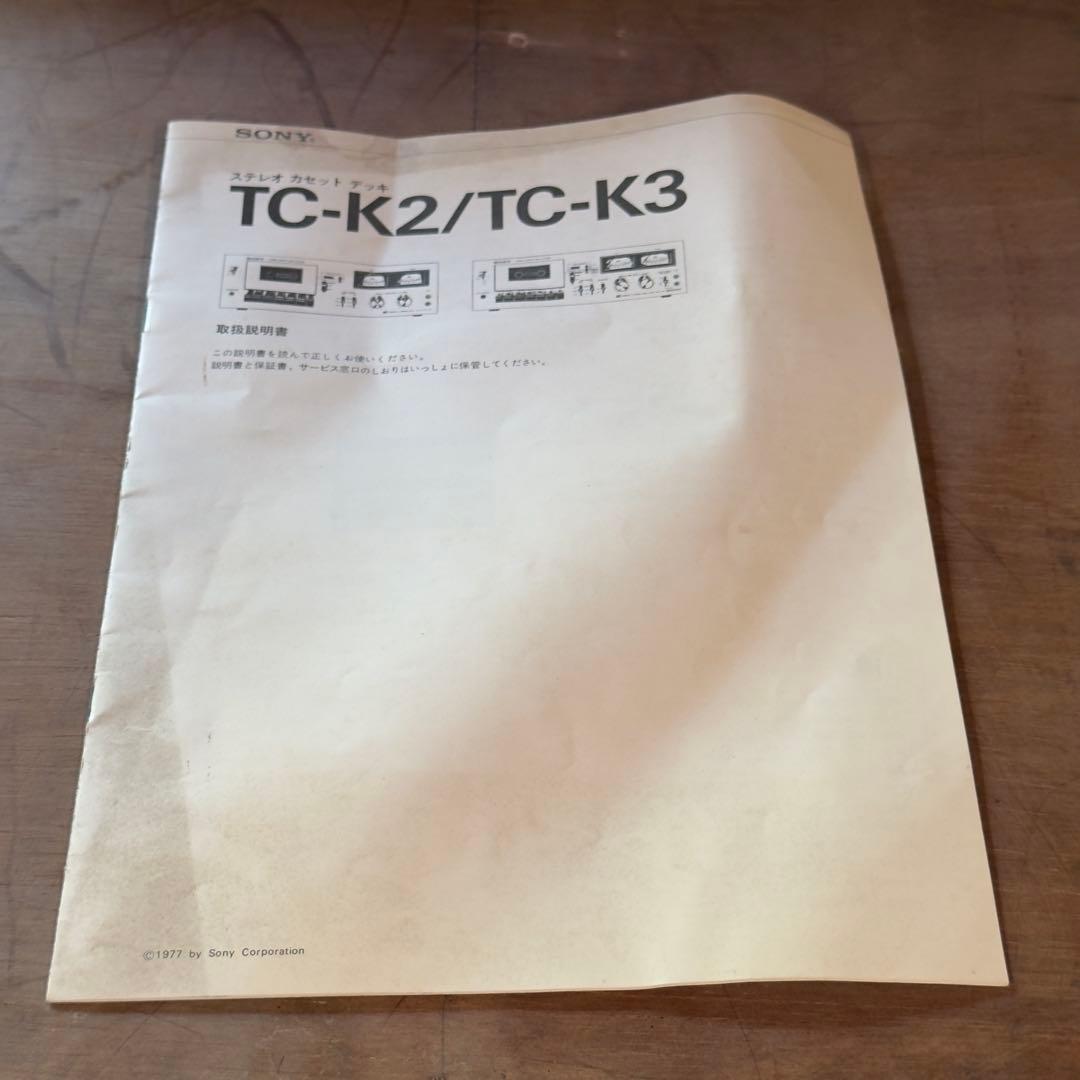 SONY
ステレオ カセット デッキ
TC-K2/TC-K3
取扱説明書
この説明書を読んで正しくお使いください。
説明書と保証書、サービス窓口のしおりはいっしょに保管してください。
©1977 by Sony Corporation